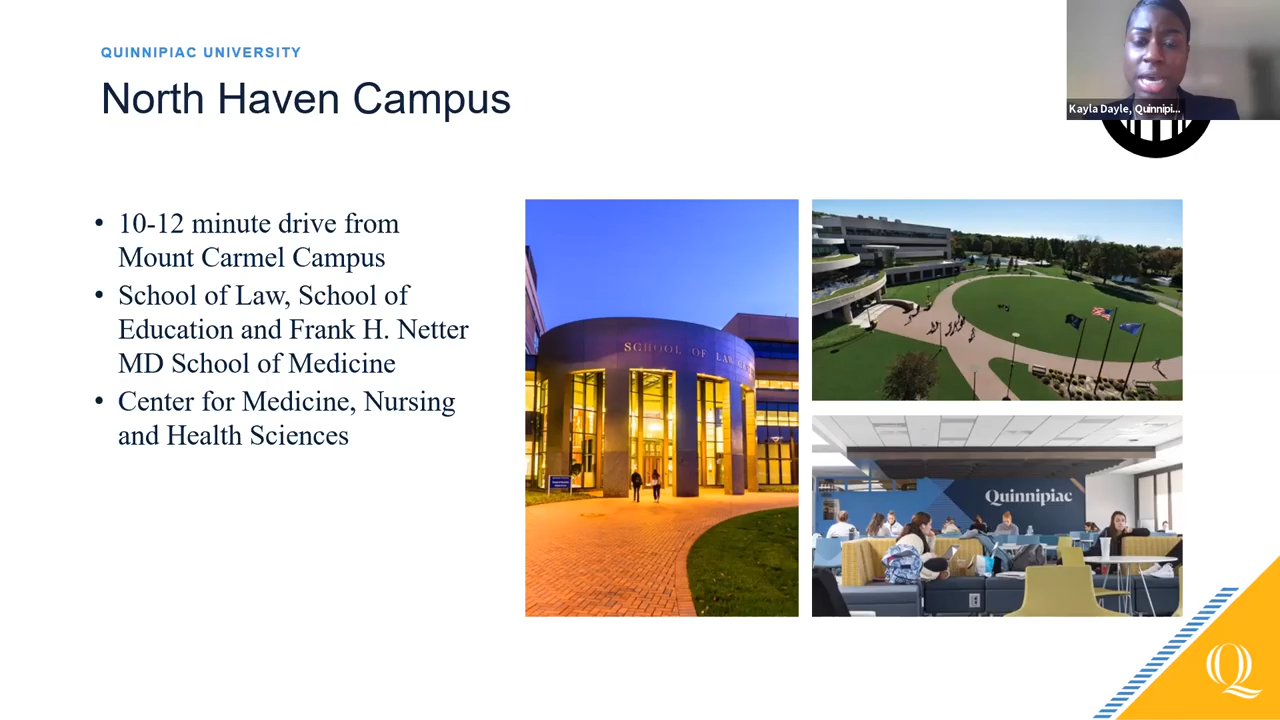 QUINNIPIAC UNIVERSITY
North Haven Campus
Kayla Dayle, Quinnipi...
• 10-12 minute drive from
Mount Carmel Campus
• School of Law, School of
Education and Frank H. Netter
MD School of Medicine
• Center for Medicine, Nursing
and Health Sciences
SCHOOL OF LAW
Quinnipiac
Q